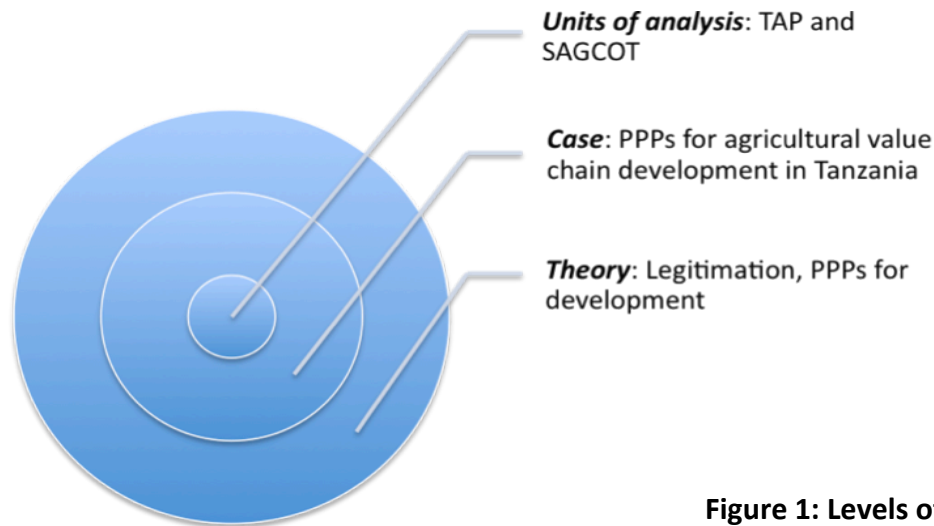 Units of analysis: TAP and
SAGCOT
Case: PPPs for agricultural value
chain development in Tanzania
Theory: Legitimation, PPPs for
development
Figure 1: Levels o